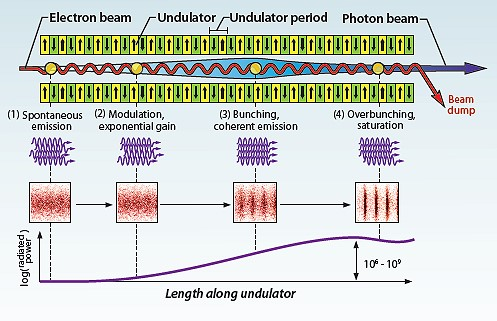 Electron beam
Undulator
Undulator period
Photon beam
Beam
dump
(1) Spontaneous
emission
(2) Modulation,
exponential gain
(3) Bunching,
coherent emission
(4) Overbunching,
saturation
log(radiated power)
10⁶ - 10⁹
Length along undulator